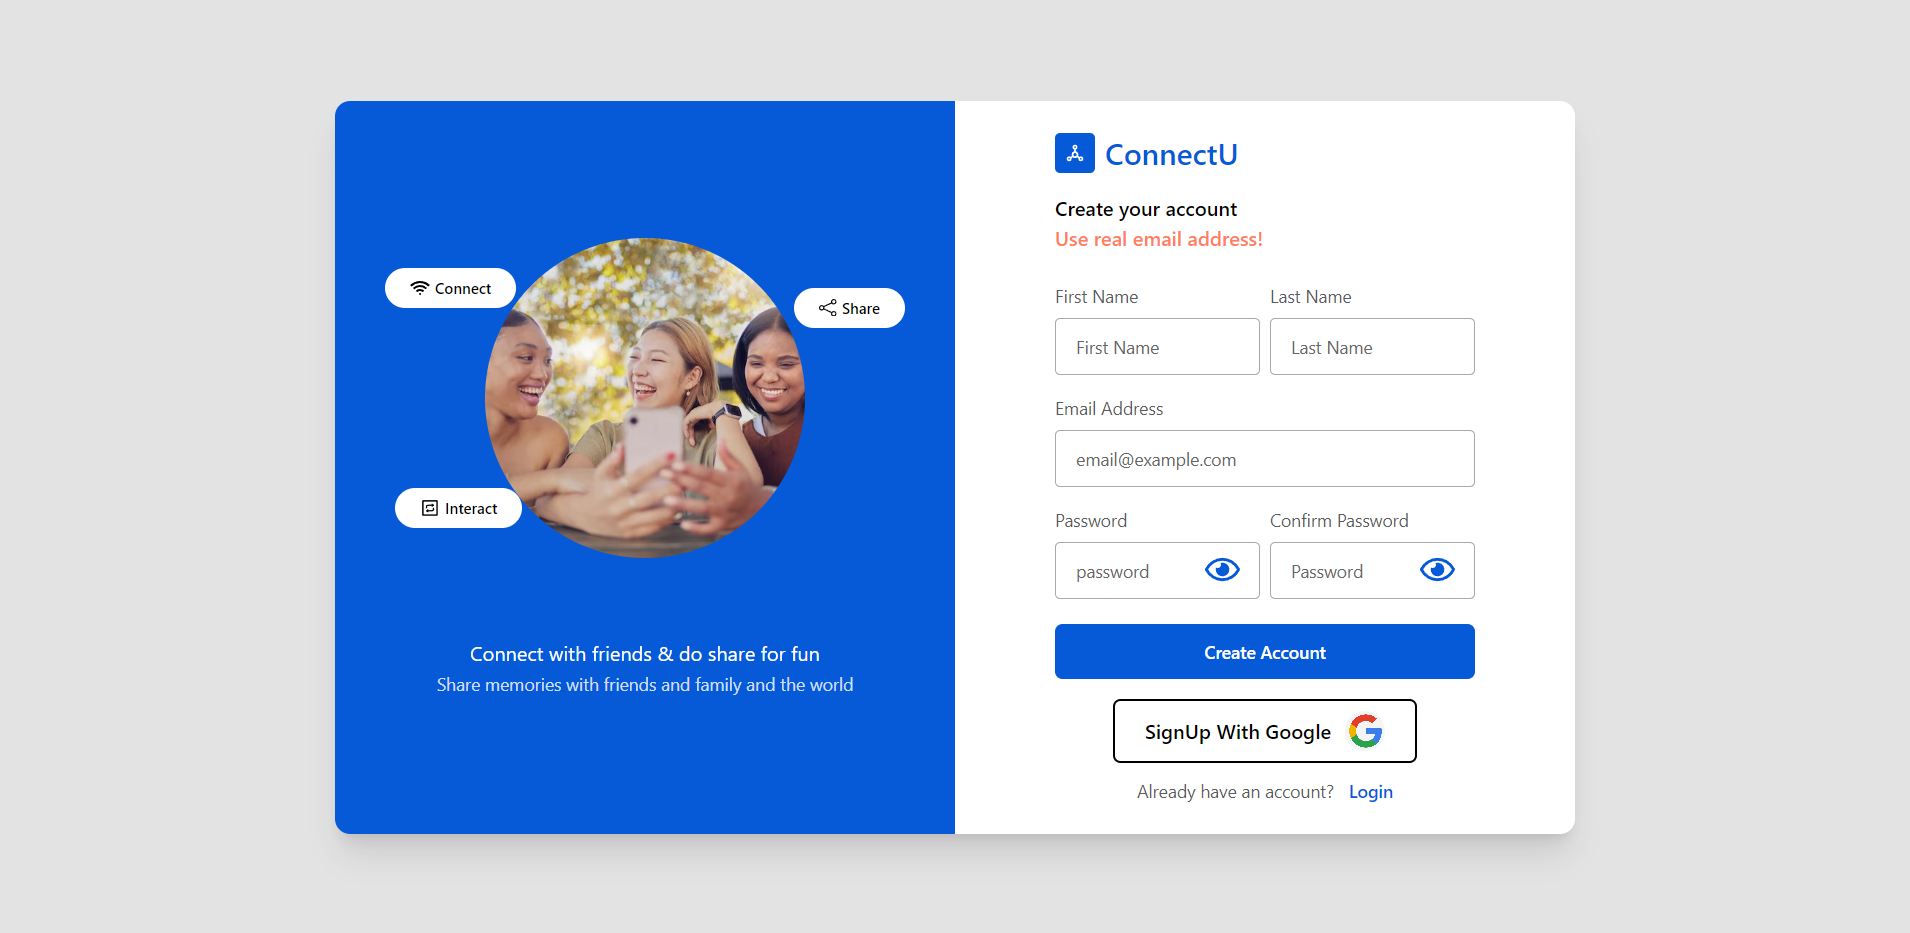 Connect
Share
Interact
Connect with friends & do share for fun
Share memories with friends and family and the world
ConnectU
Create your account
Use real email address!
First Name Last Name
First Name Last Name
Email Address
email@example.com
Password Confirm Password
password Password
Create Account
SignUp With Google
Already have an account? Login